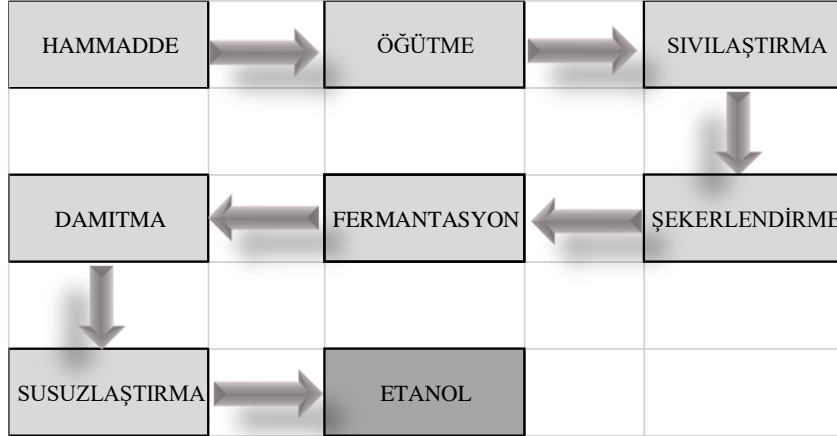 HAMMADDE
ÖĞÜTME
SIVILAŞTIRMA
DAMITMA
FERMANTASYON
ŞEKERLENDİRME
SUSUZLAŞTIRMA
ETANOL